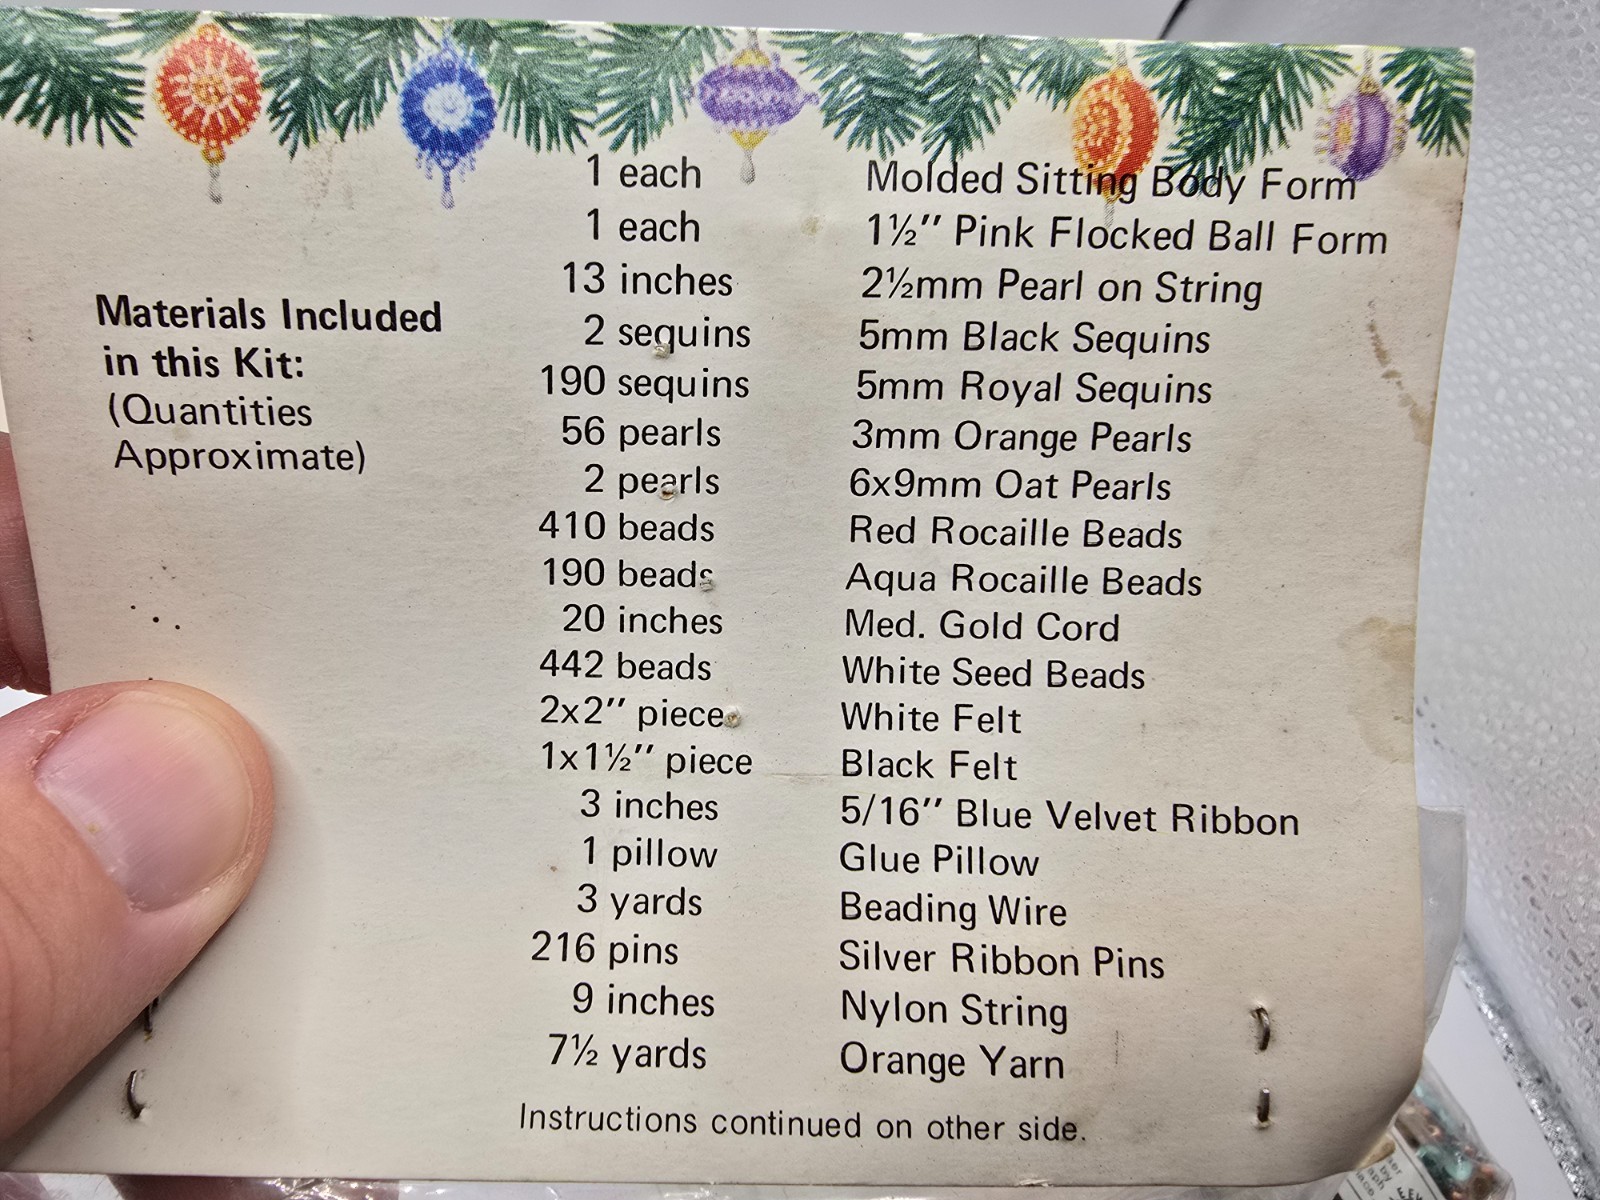 1 each Molded Sitting Body Form
1 each 1½" Pink Flocked Ball Form
13 inches 2½mm Pearl on String
Materials Included
in this Kit:
(Quantities
Approximate)
2 sequins 5mm Black Sequins
190 sequins 5mm Royal Sequins
56 pearls 3mm Orange Pearls
2 pearls 6x9mm Oat Pearls
410 beads Red Rocaille Beads
190 beads Aqua Rocaille Beads
20 inches Med. Gold Cord
442 beads White Seed Beads
2x2" piece White Felt
1x1½" piece Black Felt
3 inches 5/16" Blue Velvet Ribbon
1 pillow Glue Pillow
3 yards Beading Wire
216 pins Silver Ribbon Pins
9 inches Nylon String
7½ yards Orange Yarn
Instructions continued on other side.